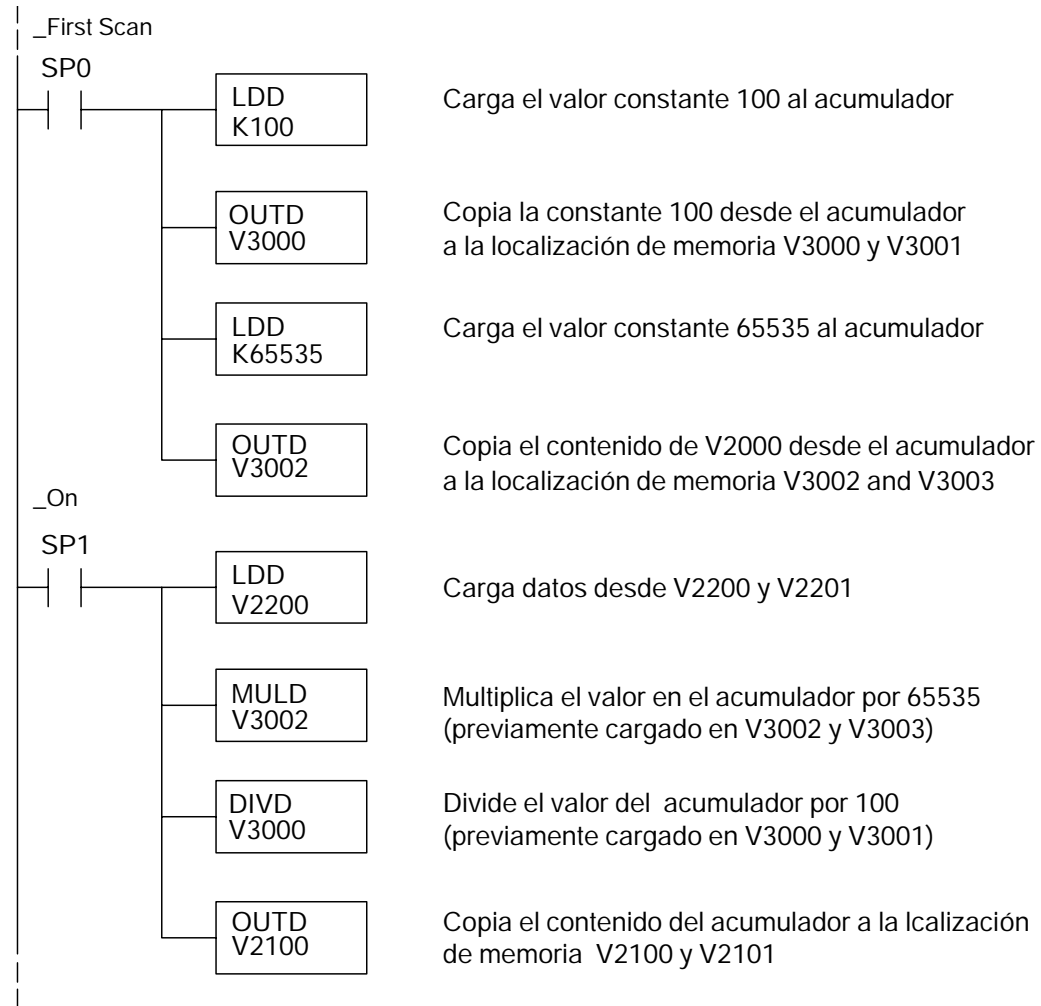 _First Scan
SP0
LDD
K100
Carga el valor constante 100 al acumulador
OUTD
V3000
Copia la constante 100 desde el acumulador
a la localización de memoria V3000 y V3001
LDD
K65535
Carga el valor constante 65535 al acumulador
OUTD
V3002
Copia el contenido de V2000 desde el acumulador
a la localización de memoria V3002 and V3003
_On
SP1
LDD
V2200
Carga datos desde V2200 y V2201
MULD
V3002
Multiplica el valor en el acumulador por 65535
(previamente cargado en V3002 y V3003)
DIVD
V3000
Divide el valor del  acumulador por 100
(previamente cargado en V3000 y V3001)
OUTD
V2100
Copia el contenido del acumulador a la lcalización
de memoria  V2100 y V2101